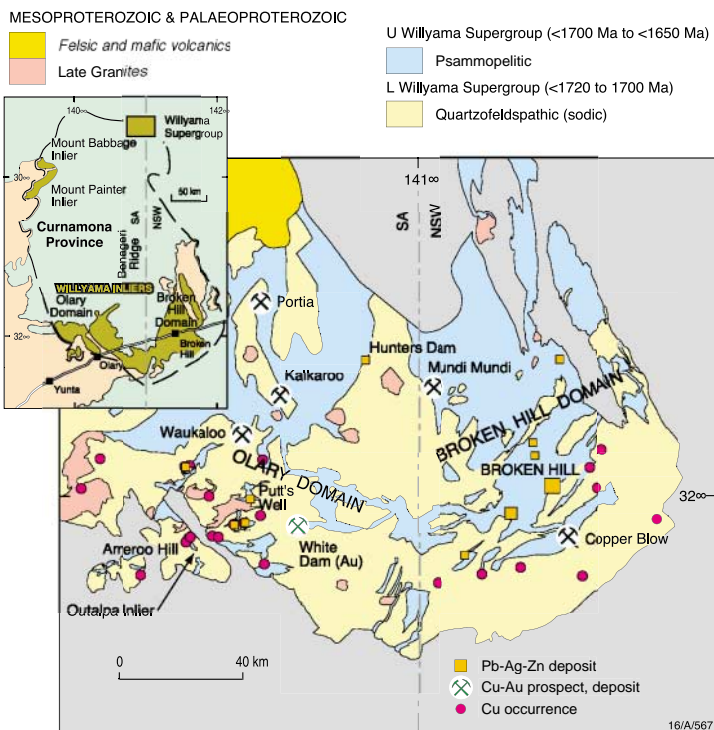 MESOPROTEROZOIC & PALAEOPROTEROZOIC
Felsic and mafic volcanics
Late Granites
U Willyama Supergroup (<1700 Ma to <1650 Ma)
Psammopelitic
L Willyama Supergroup (<1720 to 1700 Ma)
Quartzofeldspathic (sodic)
140∞
142∞
Willyama
Supergroup
Mount Babbage
Inlier
30∞
Mount Painter
Inlier
50 km
Curnamona
Province
Benageri
Ridge
SA
NSW
WILLYAMA INLIERS
Olary
Domain
Broken
Hill
Domain
32∞
Broken
Hill
Olary
Yunta
141∞
SA
NSW
Portia
Hunters Dam
Mundi Mundi
Kalkaroo
Waukaloo
OLARY DOMAIN
BROKEN HILL DOMAIN
BROKEN HILL
32∞
Putt's
Well
White
Dam (Au)
Copper Blow
Ameroo Hill
Outalpa Inlier
0
40 km
Pb-Ag-Zn deposit
Cu-Au prospect, deposit
Cu occurrence
16/A/567